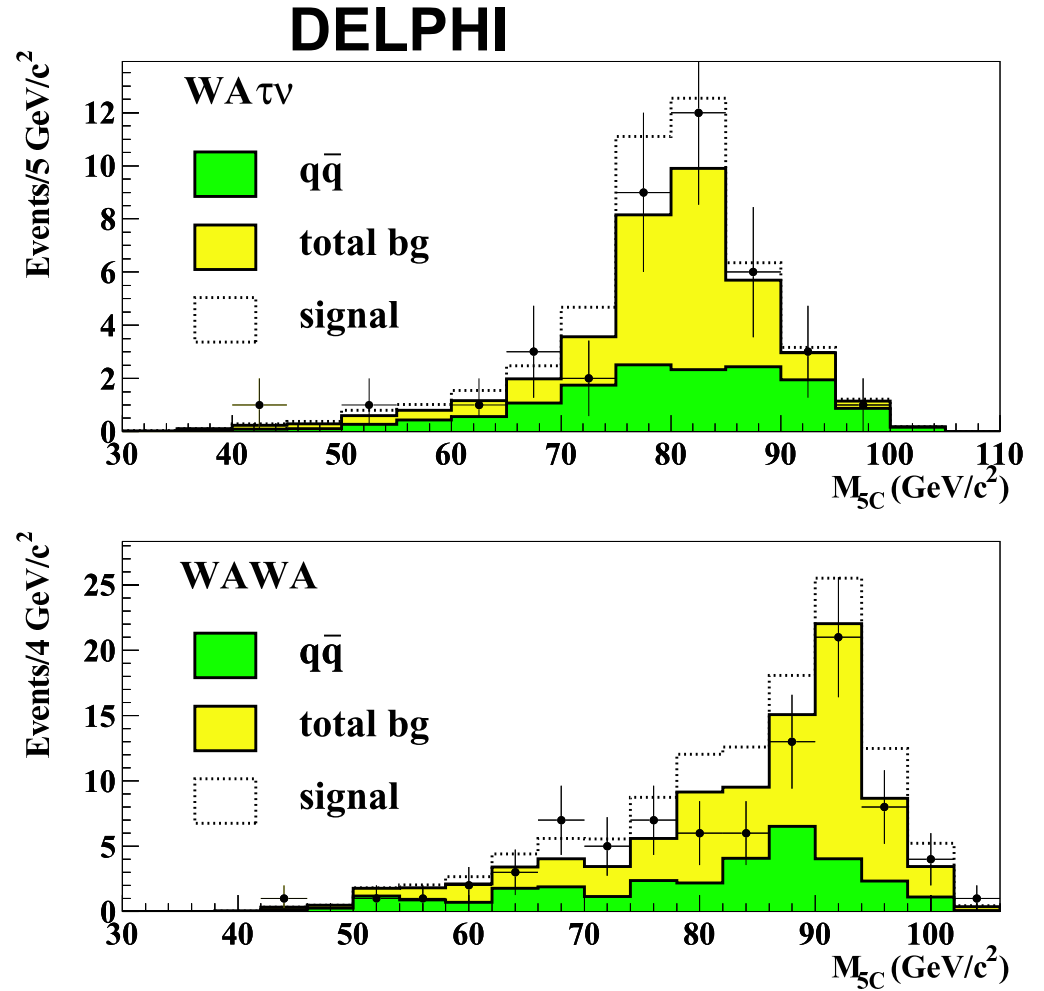 DELPHI
Events/5 GeV/c²
WAτν
qq̄
total bg
signal
0 2 4 6 8 10 12
30 40 50 60 70 80 90 100 110
M5C (GeV/c²)
Events/4 GeV/c²
WAWA
qq̄
total bg
signal
0 5 10 15 20 25
30 40 50 60 70 80 90 100
M5C (GeV/c²)